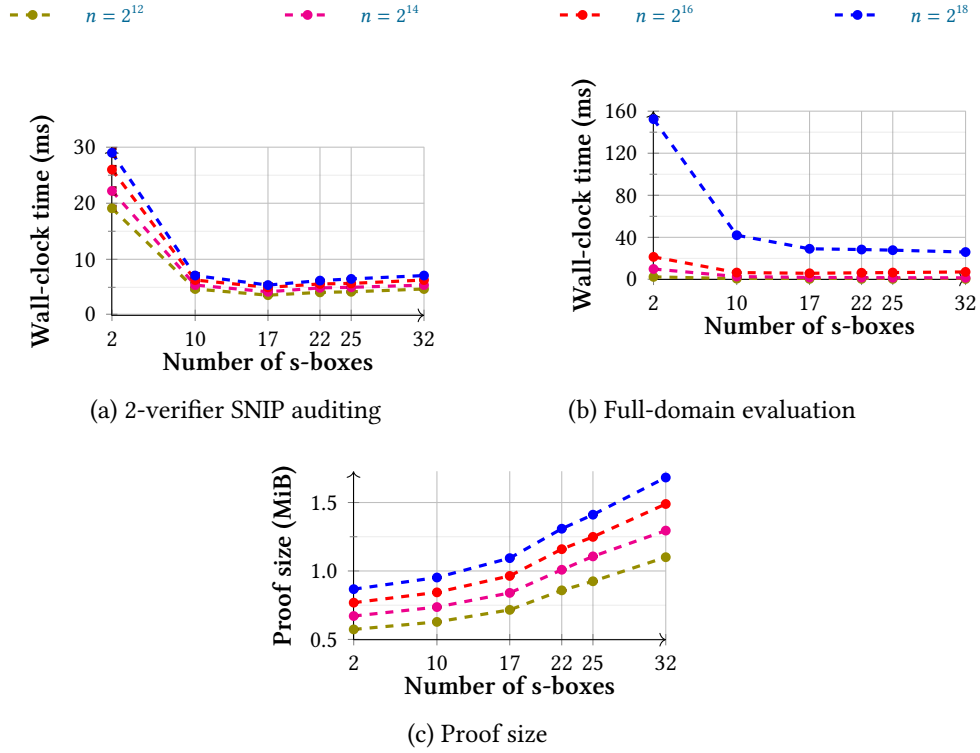 n = 2^12 n = 2^14 n = 2^16 n = 2^18
Wall-clock time (ms)
30
20
10
0
2 10 17 22 25 32
Number of s-boxes
(a) 2-verifier SNIP auditing
Wall-clock time (ms)
160
120
80
40
0
2 10 17 22 25 32
Number of s-boxes
(b) Full-domain evaluation
Proof size (MiB)
1.5
1.0
0.5
2 10 17 22 25 32
Number of s-boxes
(c) Proof size